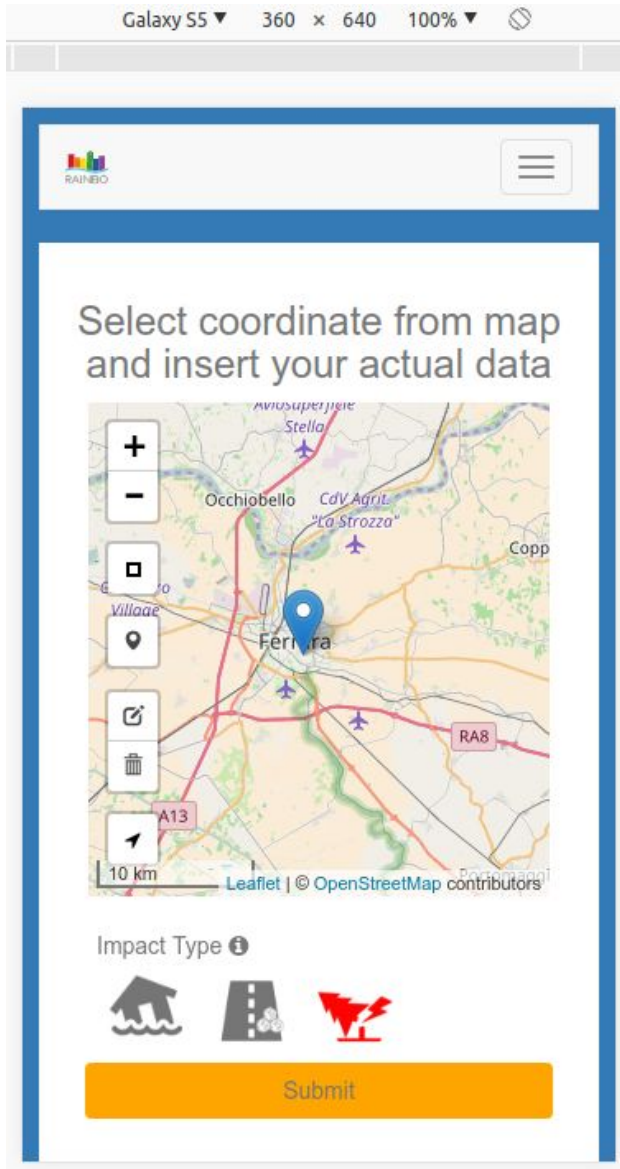 Galaxy S5 ▼ 360 × 640 100% ▼
RAINBO
Select coordinate from map
and insert your actual data
Aviosuperficie
Stella
+
−
Occhiobello
CdV Agrit.
"La Strozza"
Copp
Village
Ferrara
RA8
A13
10 km
Leaflet | © OpenStreetMap contributors
Impact Type
Submit